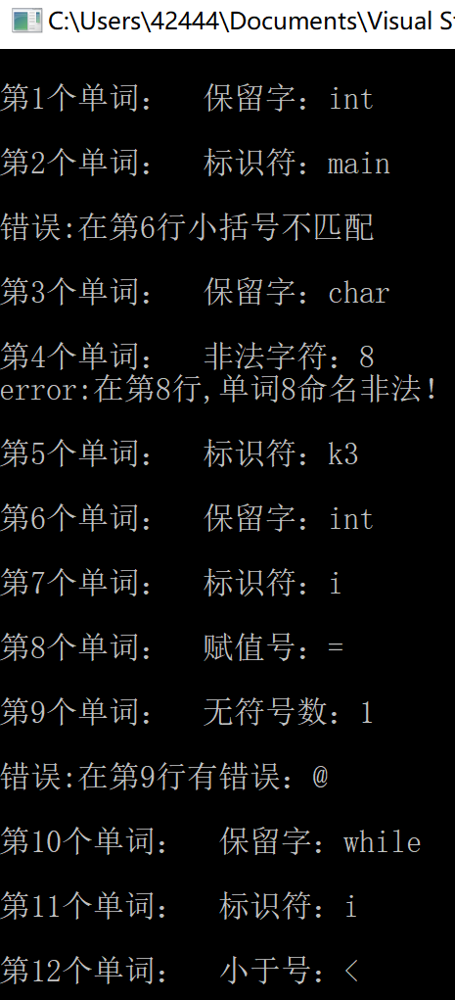 C:\Users\42444\Documents\Visual S
第1个单词： 保留字：int
第2个单词： 标识符：main
错误:在第6行小括号不匹配
第3个单词： 保留字：char
第4个单词： 非法字符：8
error:在第8行,单词8命名非法！
第5个单词： 标识符：k3
第6个单词： 保留字：int
第7个单词： 标识符：i
第8个单词： 赋值号：=
第9个单词： 无符号数：1
错误:在第9行有错误：@
第10个单词： 保留字：while
第11个单词： 标识符：i
第12个单词： 小于号：<